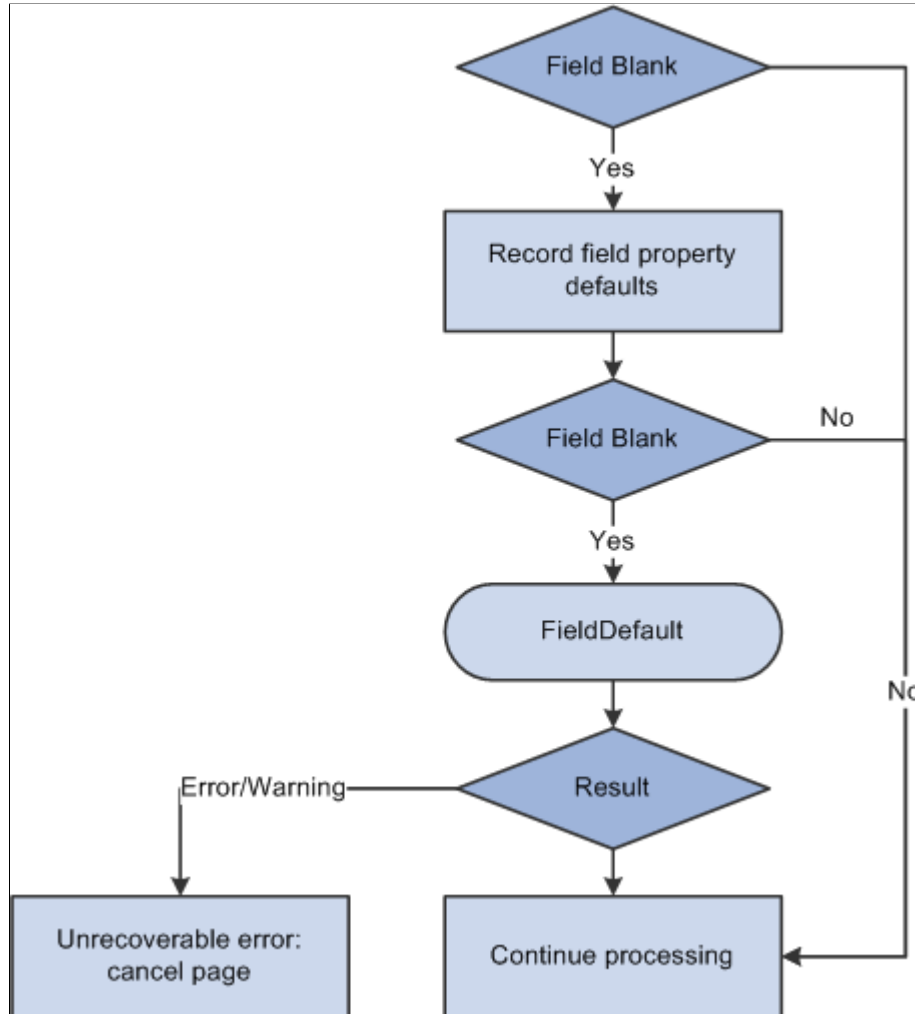 Field Blank
Yes
Record field property
defaults
Field Blank
No
Yes
FieldDefault
No
Error/Warning
Result
Unrecoverable error:
cancel page
Continue processing